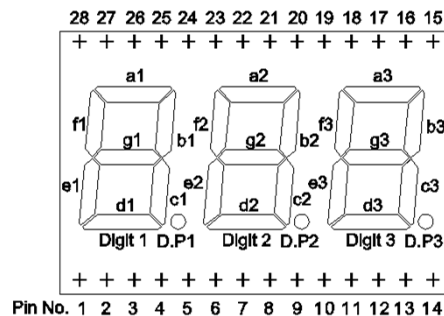 28 27 26 25 24 23 22 21 20 19 18 17 16 15
a1 a2 a3
f1 b1 f2 b2 f3 b3
g1 g2 g3
e1 c1 e2 c2 e3 c3
d1 d2 d3
Digit 1 D.P1 Digit 2 D.P2 Digit 3 D.P3
Pin No. 1 2 3 4 5 6 7 8 9 10 11 12 13 14